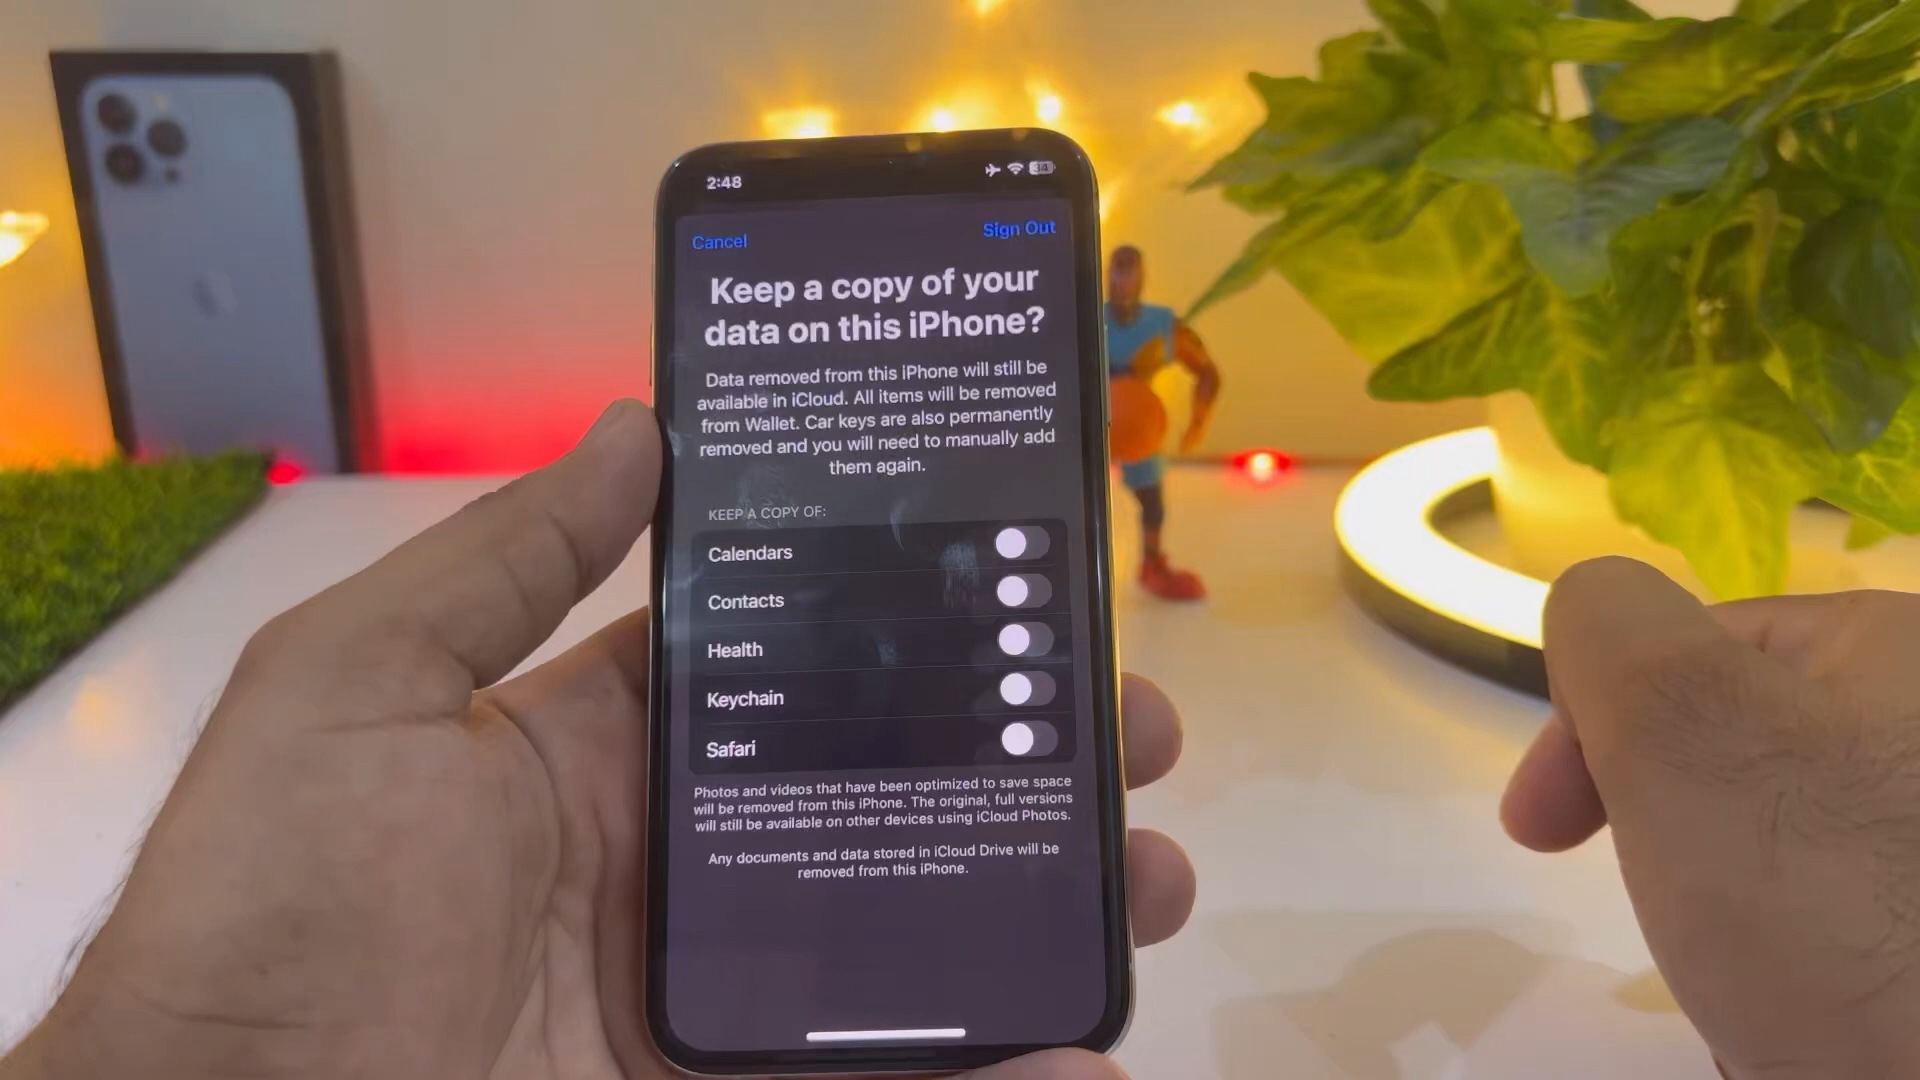 2:48
34
Cancel
Sign Out
Keep a copy of your
data on this iPhone?
Data removed from this iPhone will still be
available in iCloud. All items will be removed
from Wallet. Car keys are also permanently
removed and you will need to manually add
them again.
KEEP A COPY OF:
Calendars
Contacts
Health
Keychain
Safari
Photos and videos that have been optimized to save space
will be removed from this iPhone. The original, full versions
will still be available on other devices using iCloud Photos.
Any documents and data stored in iCloud Drive will be
removed from this iPhone.